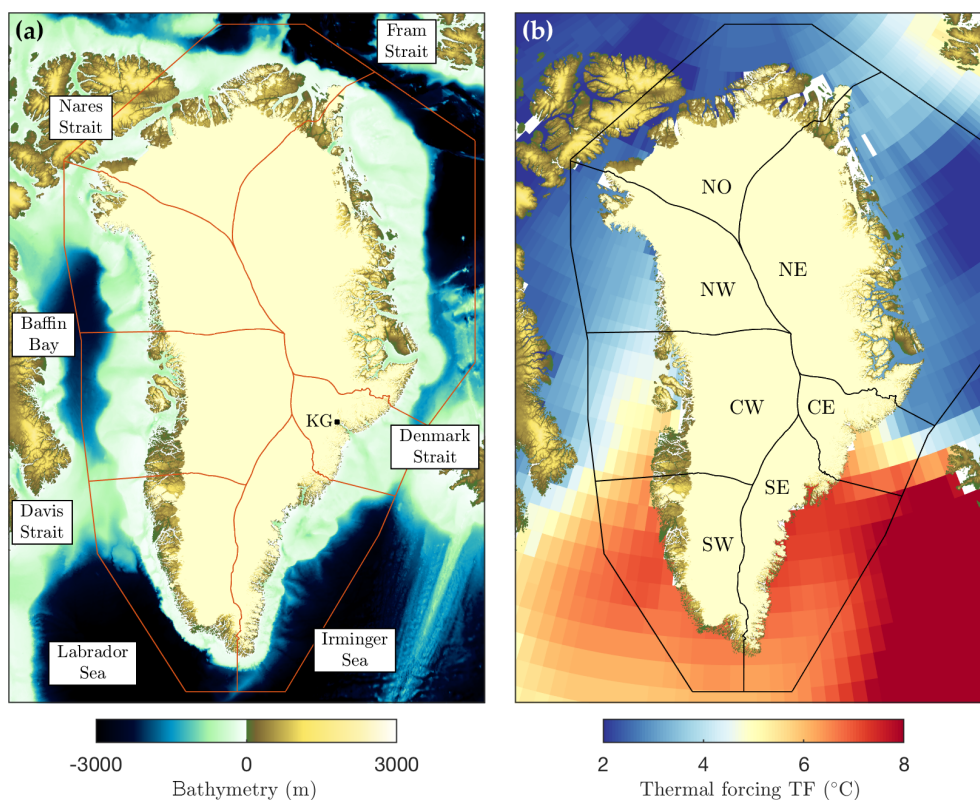 (a)
Fram
Strait
Nares
Strait
Baffin
Bay
KG
Denmark
Strait
Davis
Strait
Labrador
Sea
Irminger
Sea
-3000 0 3000
Bathymetry (m)
(b)
NO
NE
NW
CW
CE
SE
SW
2 4 6 8
Thermal forcing TF (°C)